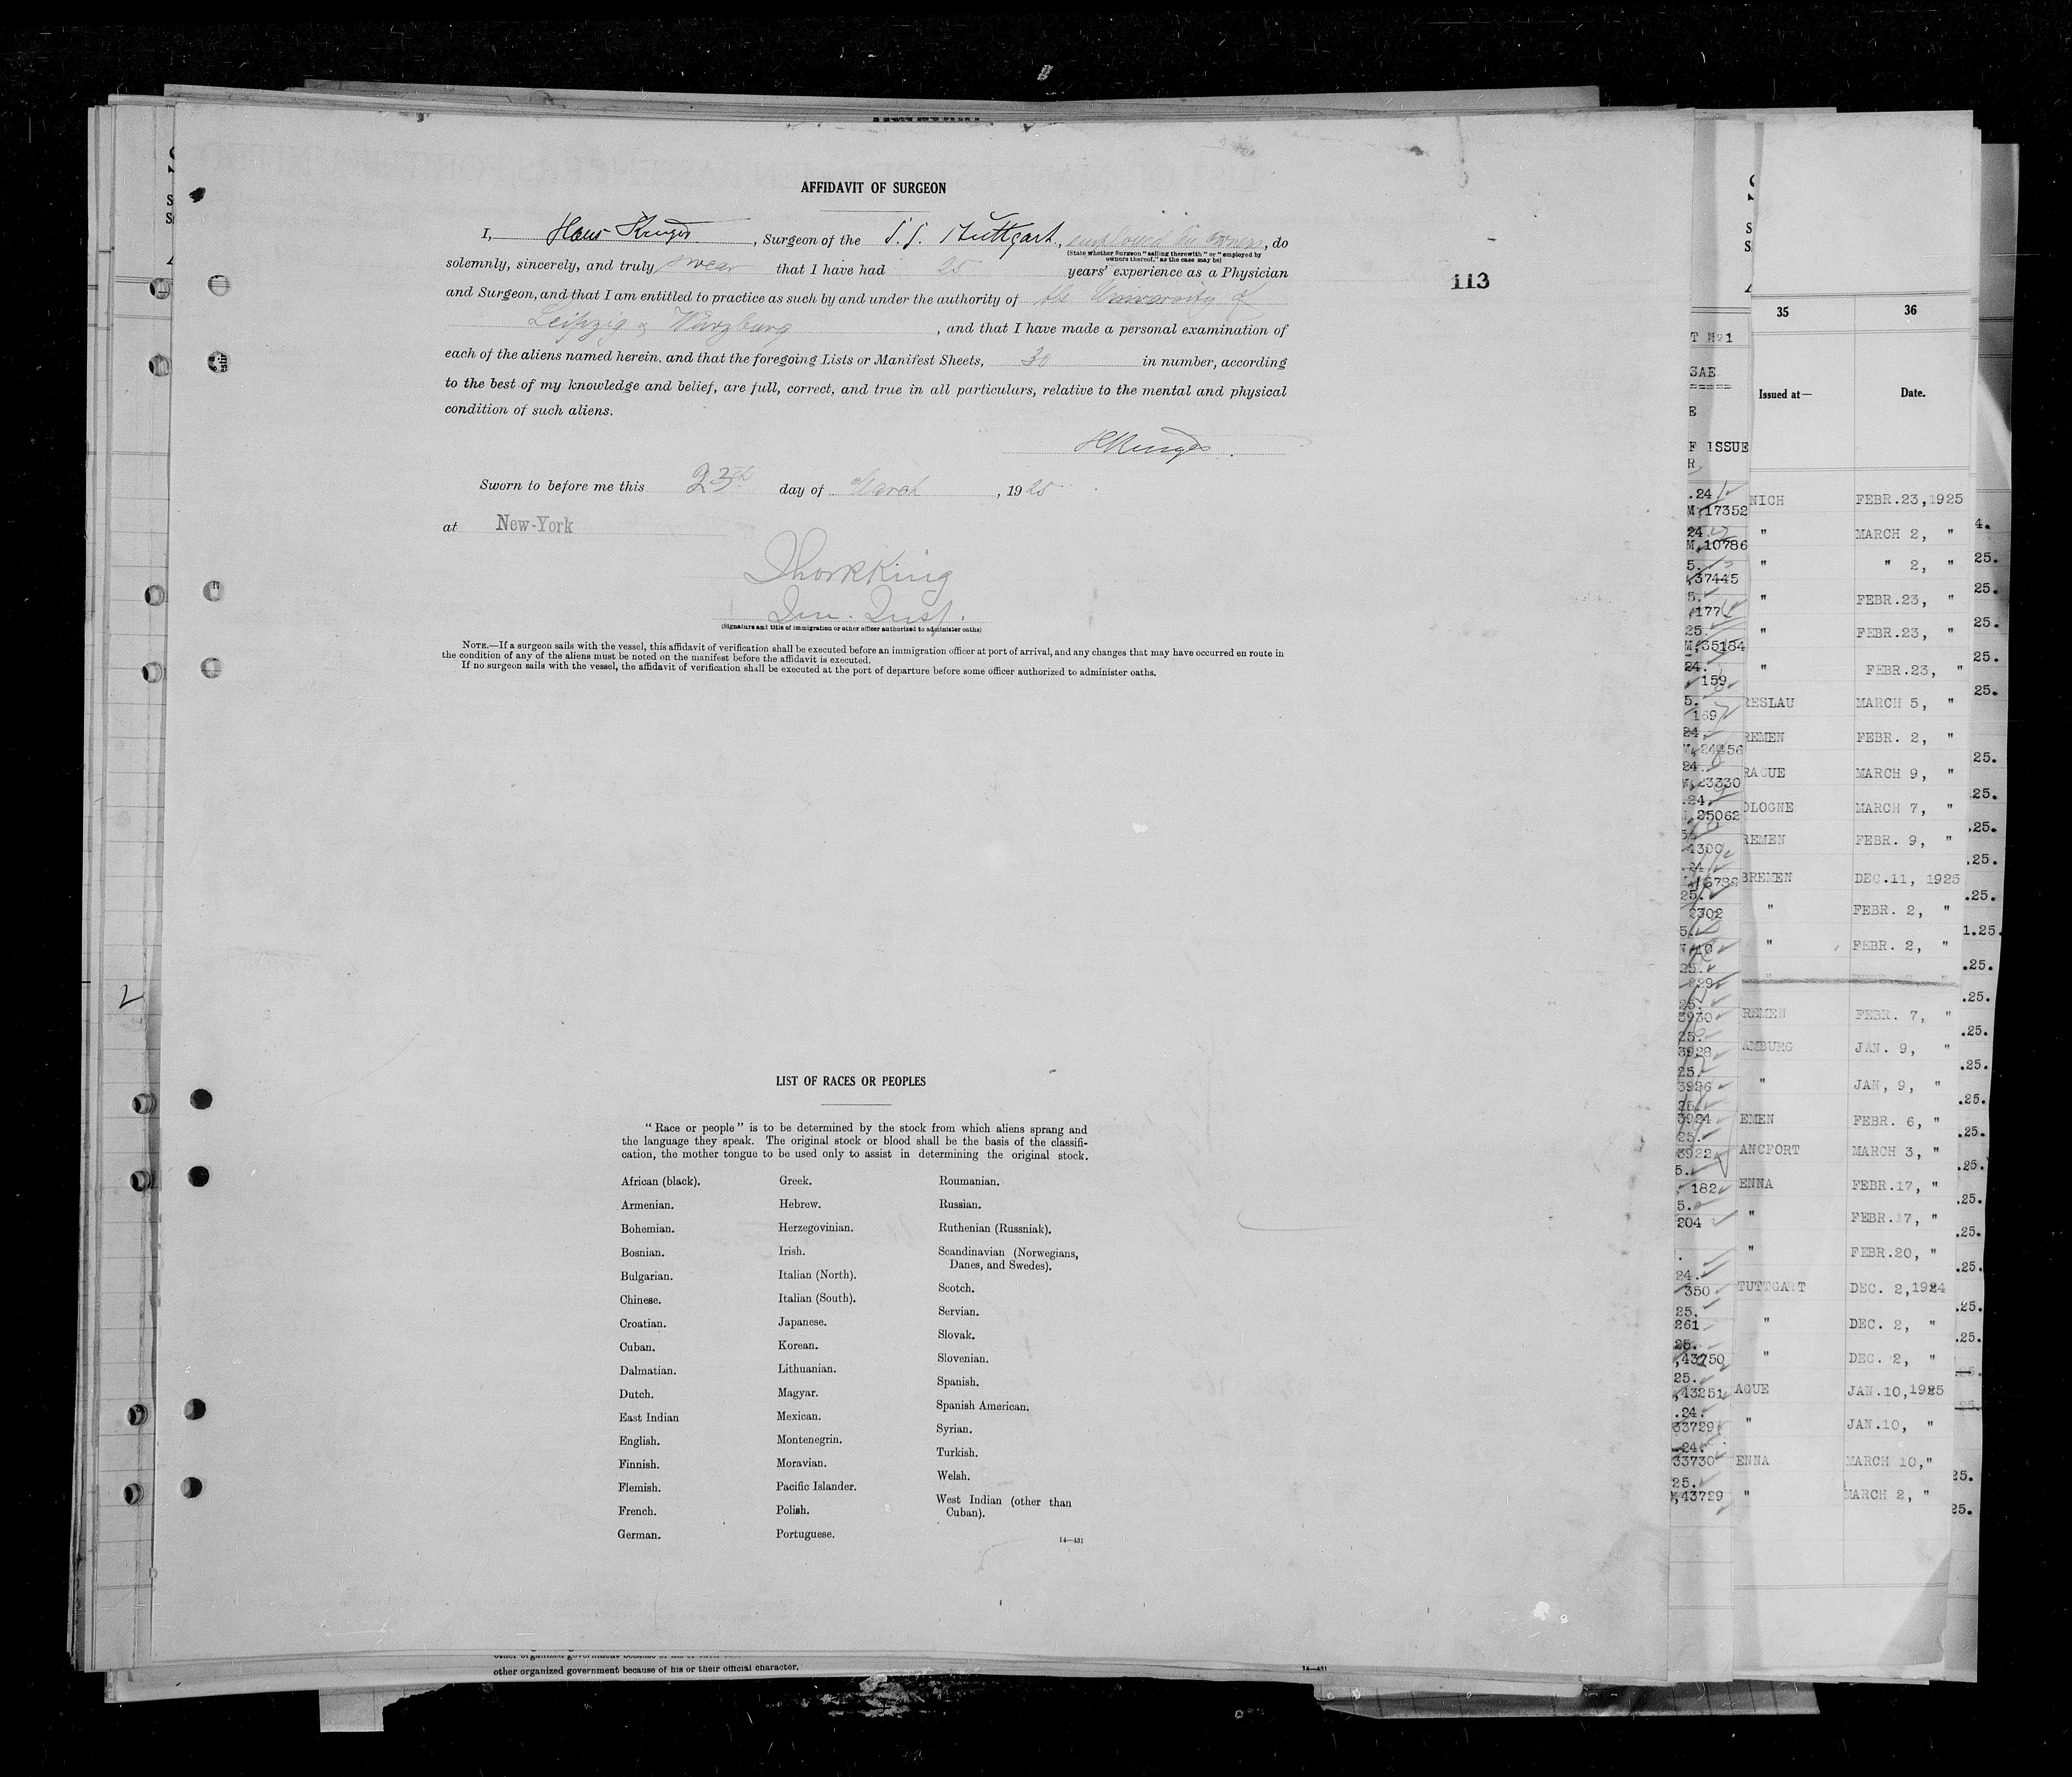 AFFIDAVIT OF SURGEON
I, Hans Kruger, Surgeon of the S.S. Stuttgart, employed by owners, do
(State whether Surgeon "sailing therewith" or "employed by
owners thereof," as the case may be)
solemnly, sincerely, and truly swear that I have had 25 years' experience as a Physician
113
and Surgeon, and that I am entitled to practice as such by and under the authority of the University of
Leipzig & Würzburg, and that I have made a personal examination of
each of the aliens named herein, and that the foregoing Lists or Manifest Sheets, 30 in number, according
to the best of my knowledge and belief, are full, correct, and true in all particulars, relative to the mental and physical
condition of such aliens.
HKruger.
Sworn to before me this 23rd day of March, 1925
at New-York
Imm. Insp.
(Signature and title of immigration or other officer authorized to administer oaths)
NOTE.—If a surgeon sails with the vessel, this affidavit of verification shall be executed before an immigration officer at port of arrival, and any changes that may have occurred en route in
the condition of any of the aliens must be noted on the manifest before the affidavit is executed.
If no surgeon sails with the vessel, the affidavit of verification shall be executed at the port of departure before some officer authorized to administer oaths.
2
LIST OF RACES OR PEOPLES
"Race or people" is to be determined by the stock from which aliens sprang and
the language they speak. The original stock or blood shall be the basis of the classifi-
cation, the mother tongue to be used only to assist in determining the original stock.
African (black).
Armenian.
Bohemian.
Bosnian.
Bulgarian.
Chinese.
Croatian.
Cuban.
Dalmatian.
Dutch.
East Indian
English.
Finnish.
Flemish.
French.
German.
Greek.
Hebrew.
Herzegovinian.
Irish.
Italian (North).
Italian (South).
Japanese.
Korean.
Lithuanian.
Magyar.
Mexican.
Montenegrin.
Moravian.
Pacific Islander.
Polish.
Portuguese.
Roumanian.
Russian.
Ruthenian (Russniak).
Scandinavian (Norwegians,
Danes, and Swedes).
Scotch.
Servian.
Slovak.
Slovenian.
Spanish.
Spanish American.
Syrian.
Turkish.
Welsh.
West Indian (other than
Cuban).
14—431
other organized government because of his or their official character.
14—431
35 36
Issued at— Date.
NICH FEBR.23,1925
" MARCH 2, "
" " 2, "
" FEBR.23, "
" FEBR.23, "
" FEBR.23, "
RESLAU MARCH 5, "
REMEN FEBR. 2, "
RAGUE MARCH 9, "
OLOGNE MARCH 7, "
REMEN FEBR. 9, "
BREMEN DEC.11, 1925
" FEBR. 2, "
" FEBR. 2, "
REMEN FEBR. 7, "
AMBURG JAN. 9, "
" JAN, 9, "
EMEN FEBR. 6, "
ANCFORT MARCH 3, "
ENNA FEBR.17, "
" FEBR.17, "
" FEBR.20, "
TUTTGART DEC. 2,1924
" DEC. 2, "
" DEC. 2, "
AGUE JAN.10,1925
" JAN.10, "
ENNA MARCH 10,"
" MARCH 2, "